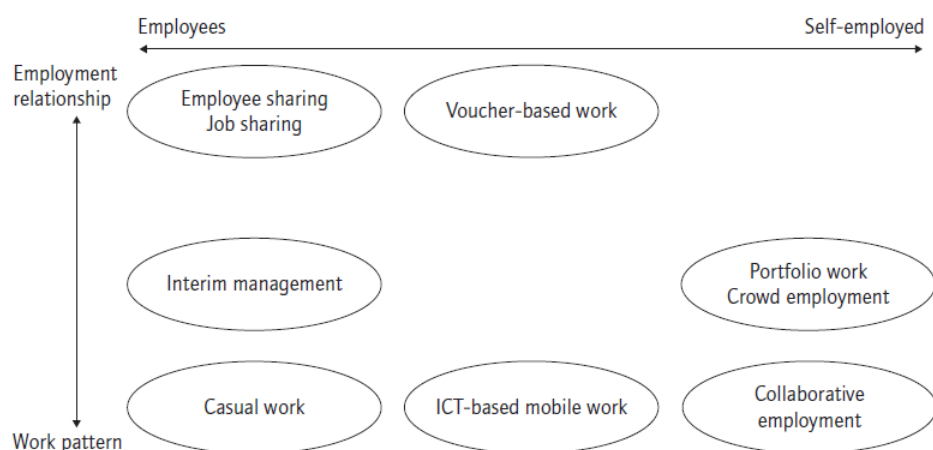 Employees
Self-employed
Employment
relationship
Employee sharing
Job sharing
Voucher-based work
Interim management
Portfolio work
Crowd employment
Casual work
ICT-based mobile work
Collaborative
employment
Work pattern